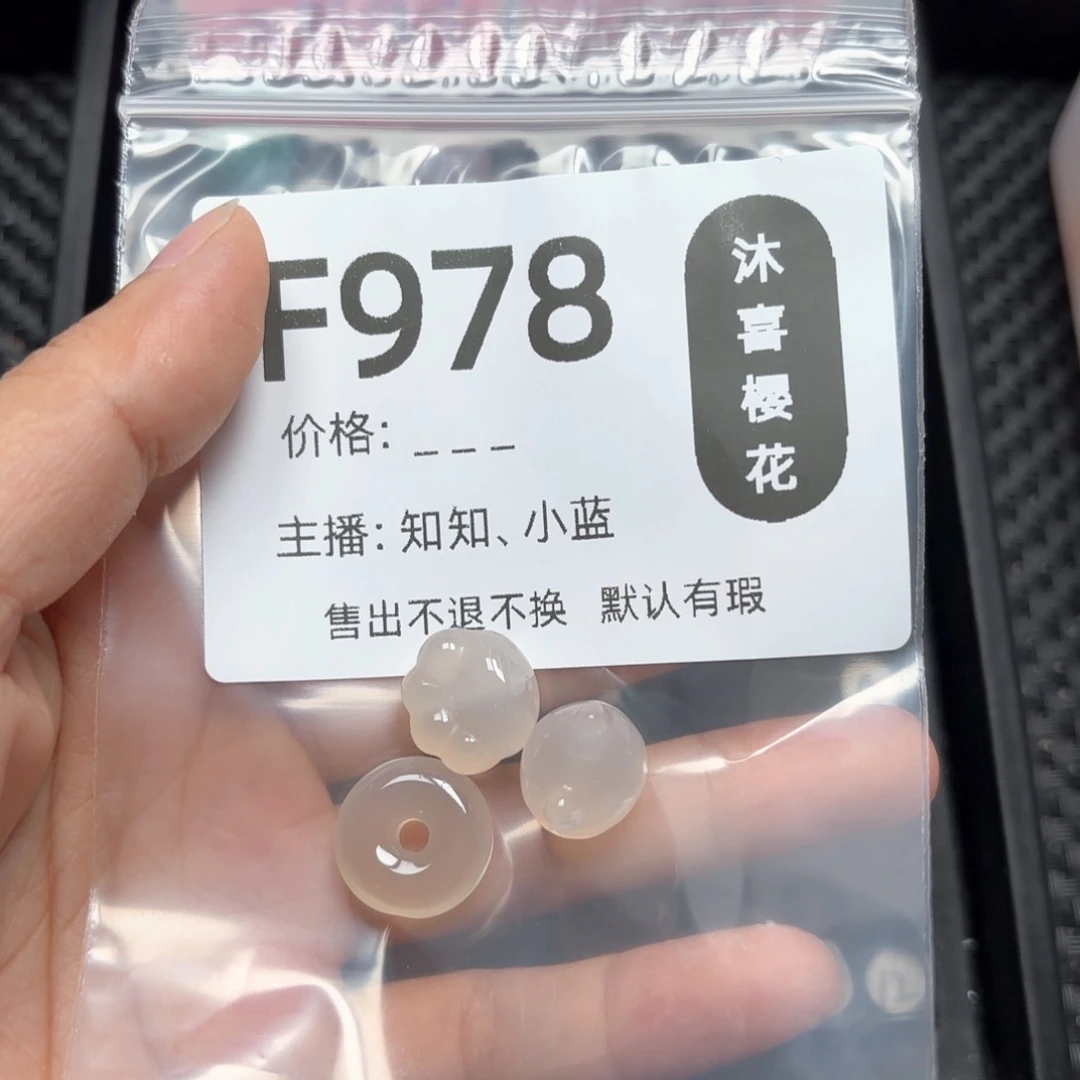 F978
沐喜樱花
价格: _ _ _
主播: 知知、小蓝
售出不退不换 默认有瑕